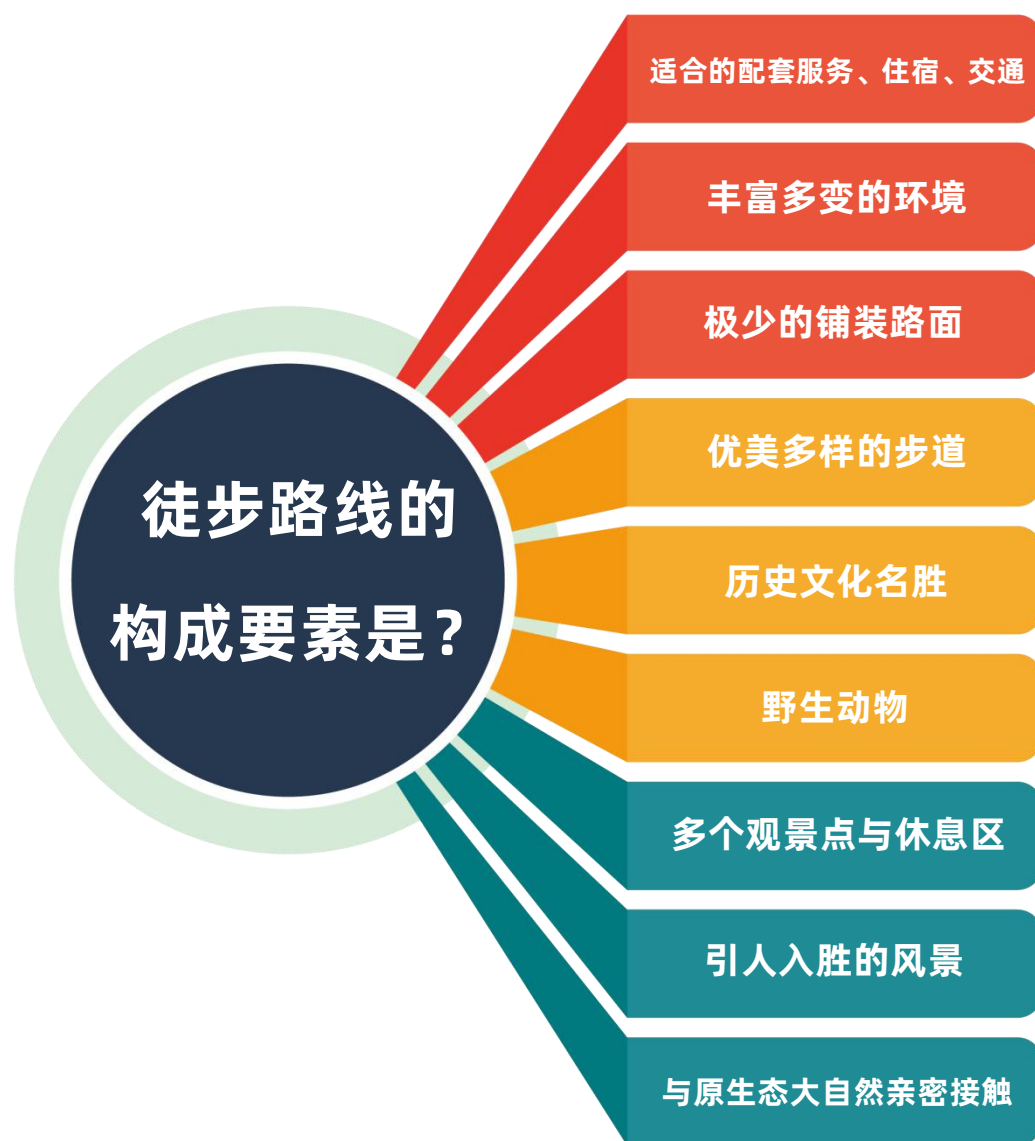 徒步路线的
构成要素是？
适合的配套服务、住宿、交通
丰富多变的环境
极少的铺装路面
优美多样的步道
历史文化名胜
野生动物
多个观景点与休息区
引人入胜的风景
与原生态大自然亲密接触